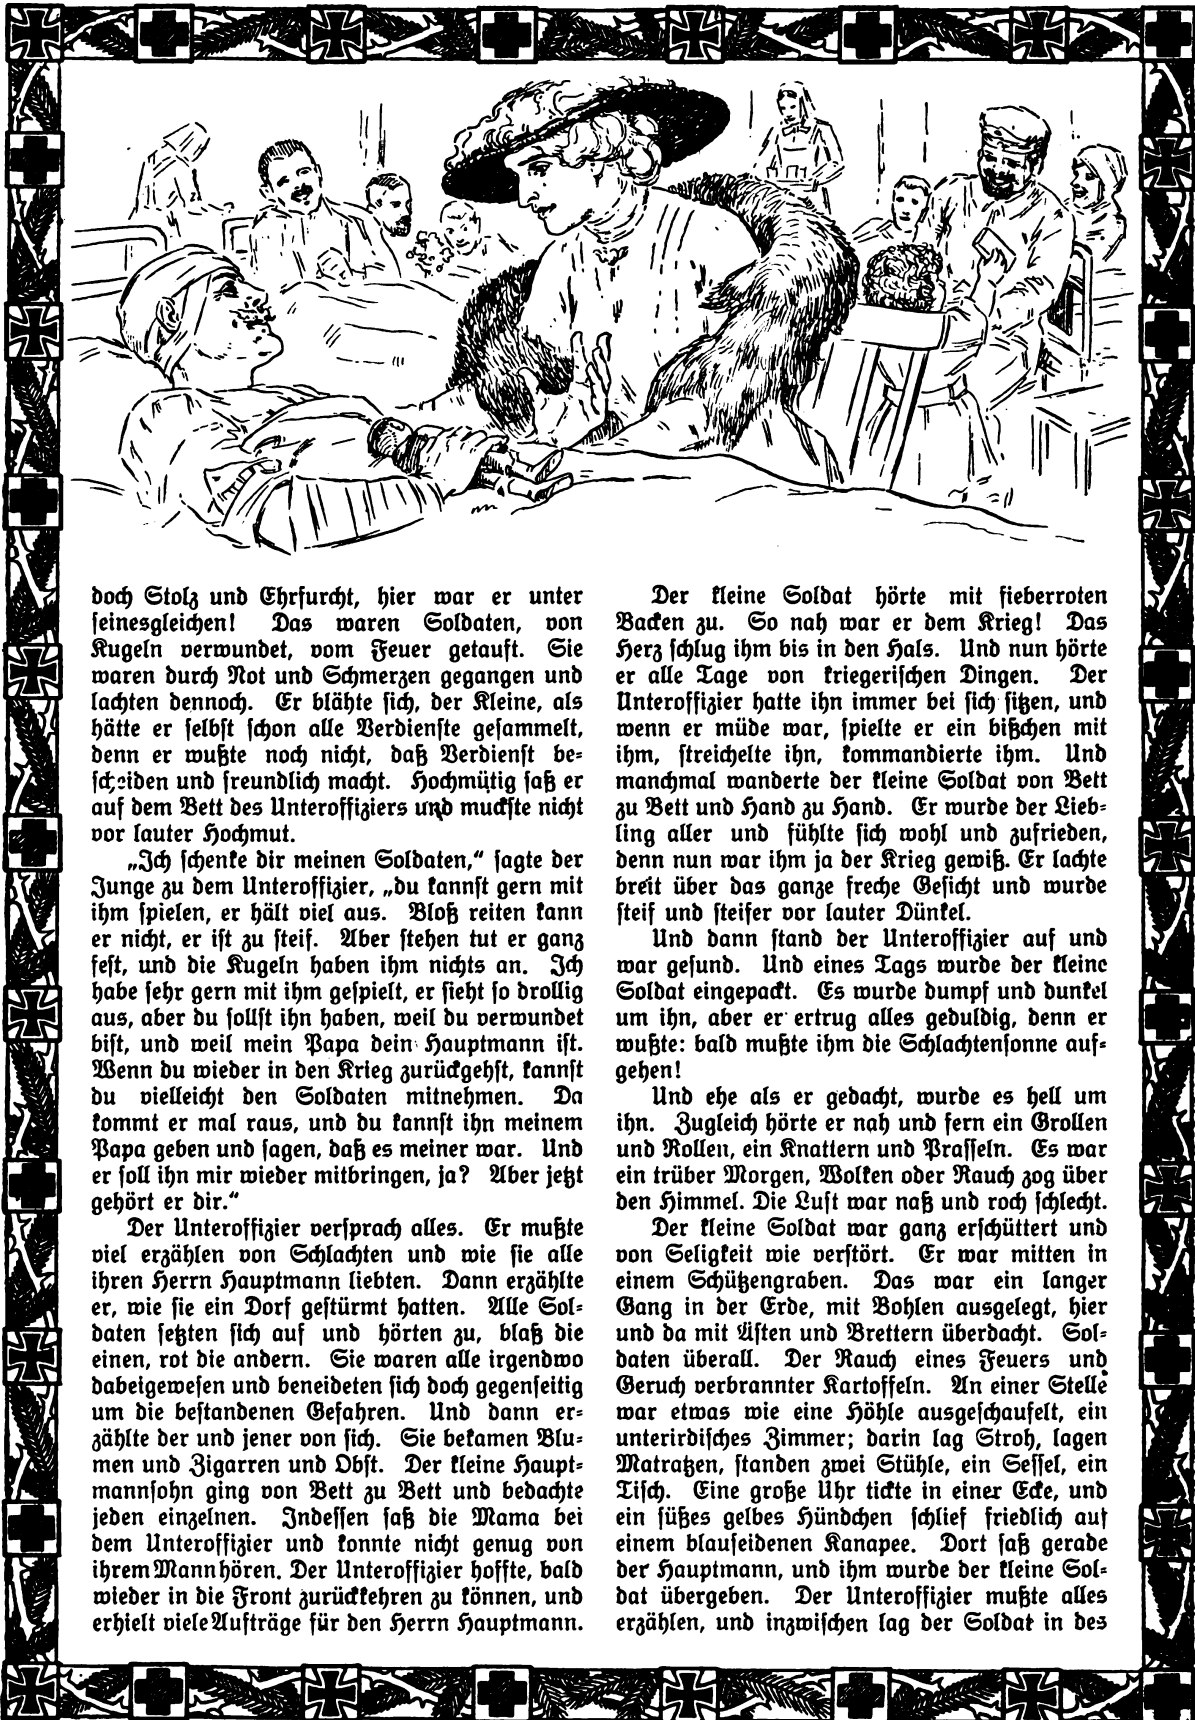 doch Stolz und Ehrfurcht, hier war er unter
seinesgleichen! Das waren Soldaten, von
Kugeln verwundet, vom Feuer getauft. Sie
waren durch Not und Schmerzen gegangen und
lachten dennoch. Er blähte sich, der Kleine, als
hätte er selbst schon alle Verdienste gesammelt,
denn er wußte noch nicht, daß Verdienst be-
scheiden und freundlich macht. Hochmütig saß er
auf dem Bett des Unteroffiziers und muckste nicht
vor lauter Hochmut.
„Ich schenke dir meinen Soldaten,“ sagte der
Junge zu dem Unteroffizier, „du kannst gern mit
ihm spielen, er hält viel aus. Bloß reiten kann
er nicht, er ist zu steif. Aber stehen tut er ganz
fest, und die Kugeln haben ihm nichts an. Ich
habe sehr gern mit ihm gespielt, er sieht so drollig
aus, aber du sollst ihn haben, weil du verwundet
bist, und weil mein Papa dein Hauptmann ist.
Wenn du wieder in den Krieg zurückgehst, kannst
du vielleicht den Soldaten mitnehmen. Da
kommt er mal raus, und du kannst ihn meinem
Papa geben und sagen, daß es meiner war. Und
er soll ihn mir wieder mitbringen, ja? Aber jetzt
gehört er dir.“
Der Unteroffizier versprach alles. Er mußte
viel erzählen von Schlachten und wie sie alle
ihren Herrn Hauptmann liebten. Dann erzählte
er, wie sie ein Dorf gestürmt hatten. Alle Sol-
daten setzten sich auf und hörten zu, blaß die
einen, rot die andern. Sie waren alle irgendwo
dabeigewesen und beneideten sich doch gegenseitig
um die bestandenen Gefahren. Und dann er-
zählte der und jener von sich. Sie bekamen Blu-
men und Zigarren und Obst. Der kleine Haupt-
mannsohn ging von Bett zu Bett und bedachte
jeden einzelnen. Indessen saß die Mama bei
dem Unteroffizier und konnte nicht genug von
ihrem Mann hören. Der Unteroffizier hoffte, bald
wieder in die Front zurückkehren zu können, und
erhielt viele Aufträge für den Herrn Hauptmann.
Der kleine Soldat hörte mit fieberroten
Backen zu. So nah war er dem Krieg! Das
Herz schlug ihm bis in den Hals. Und nun hörte
er alle Tage von kriegerischen Dingen. Der
Unteroffizier hatte ihn immer bei sich sitzen, und
wenn er müde war, spielte er ein bißchen mit
ihm, streichelte ihn, kommandierte ihm. Und
manchmal wanderte der kleine Soldat von Bett
zu Bett und Hand zu Hand. Er wurde der Lieb-
ling aller und fühlte sich wohl und zufrieden,
denn nun war ihm ja der Krieg gewiß. Er lachte
breit über das ganze freche Gesicht und wurde
steif und steifer vor lauter Dünkel.
Und dann stand der Unteroffizier auf und
war gesund. Und eines Tags wurde der kleine
Soldat eingepackt. Es wurde dumpf und dunkel
um ihn, aber er ertrug alles geduldig, denn er
wußte: bald mußte ihm die Schlachtensonne auf-
gehen!
Und ehe als er gedacht, wurde es hell um
ihn. Zugleich hörte er nah und fern ein Grollen
und Rollen, ein Knattern und Prasseln. Es war
ein trüber Morgen, Wolken oder Rauch zog über
den Himmel. Die Luft war naß und roch schlecht.
Der kleine Soldat war ganz erschüttert und
von Seligkeit wie verstört. Er war mitten in
einem Schützengraben. Das war ein langer
Gang in der Erde, mit Bohlen ausgelegt, hier
und da mit Ästen und Brettern überdacht. Sol-
daten überall. Der Rauch eines Feuers und
Geruch verbrannter Kartoffeln. An einer Stelle
war etwas wie eine Höhle ausgeschaufelt, ein
unterirdisches Zimmer; darin lag Stroh, lagen
Matratzen, standen zwei Stühle, ein Sessel, ein
Tisch. Eine große Uhr tickte in einer Ecke, und
ein süßes gelbes Hündchen schlief friedlich auf
einem blauseidenen Kanapee. Dort saß gerade
der Hauptmann, und ihm wurde der kleine Sol-
dat übergeben. Der Unteroffizier mußte alles
erzählen, und inzwischen lag der Soldat in des